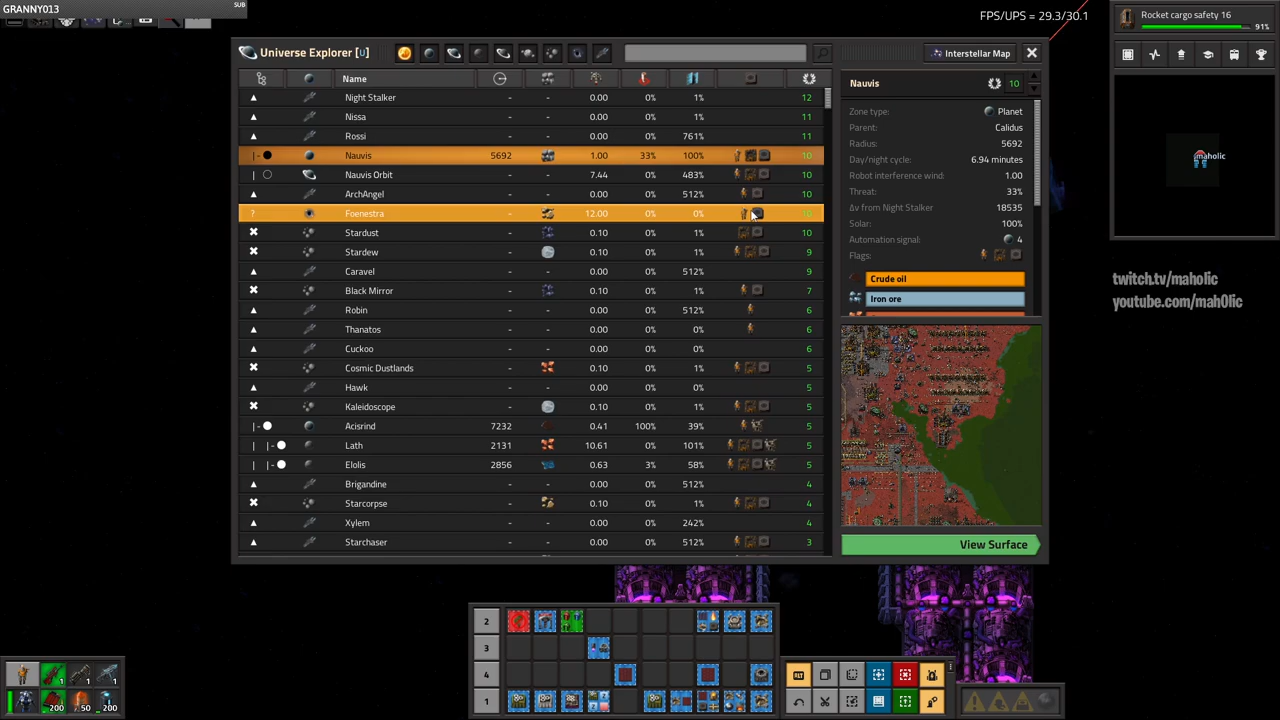 GRANNY013 SUB
FPS/UPS = 29.3/30.1
Rocket cargo safety 16
91%
Universe Explorer [U]
Interstellar Map
Name
Night Stalker - - 0.00 0% 1% 12
Nissa - - 0.00 0% 1% 11
Rossi - - 0.00 0% 761% 11
Nauvis 5692 1.00 33% 100% 10
Nauvis Orbit - 7.44 0% 483% 10
ArchAngel - - 0.00 0% 512% 10
? Foenestra - 12.00 0% 0% 10
Stardust - 0.10 0% 1% 10
Stardew - 0.10 0% 1% 9
Caravel - - 0.00 0% 512% 9
Black Mirror - 0.10 0% 1% 7
Robin - - 0.00 0% 512% 6
Thanatos - - 0.00 0% 512% 6
Cuckoo - - 0.00 0% 512% 6
Cosmic Dustlands - 0.10 0% 1% 5
Hawk - - 0.00 0% 0% 5
Kaleidoscope - 0.10 0% 1% 5
Acisrind 7232 0.41 100% 39% 5
Lath 2131 10.61 0% 101% 5
Elolis 2856 0.63 3% 58% 5
Brigandine - - 0.00 0% 512% 4
Starcorpse - 0.10 0% 1% 4
Xylem - - 0.00 0% 242% 4
Starchaser - - 0.00 0% 512% 3
Nauvis 10
Zone type: Planet
Parent: Calidus
Radius: 5692
Day/night cycle: 6.94 minutes
Robot interference wind: 1.00
Threat: 33%
Δv from Night Stalker 18535
Solar: 100%
Automation signal: 4
Flags:
Crude oil
Iron ore
View Surface
maholic
twitch.tv/maholic
youtube.com/mah0lic
2
3
4
1
ALT
1
1
1
200
50
200